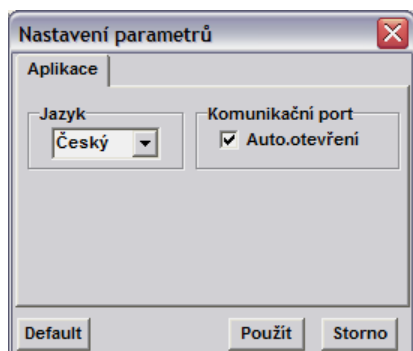 Nastavení parametrů
Aplikace
Jazyk
Český
Komunikační port
Auto.otevření
Default
Použít
Storno